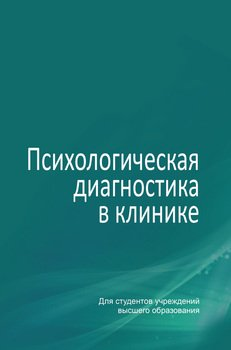 Психологическая
диагностика
в клинике
Для студентов учреждений
высшего образования